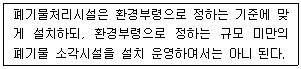 폐기물처리시설은 환경부령으로 정하는 기준에 맞
게 설치하되, 환경부령으로 정하는 규모 미만의
폐기물 소각시설을 설치 운영하여서는 아니 된다.